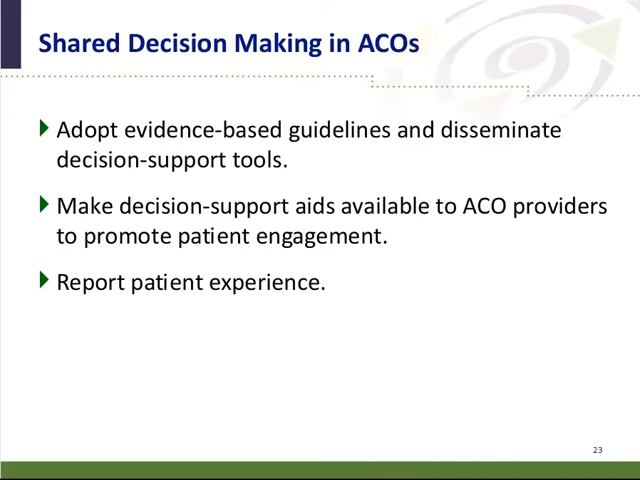 Shared Decision Making in ACOs
Adopt evidence-based guidelines and disseminate
decision-support tools.
Make decision-support aids available to ACO providers
to promote patient engagement.
Report patient experience.
23